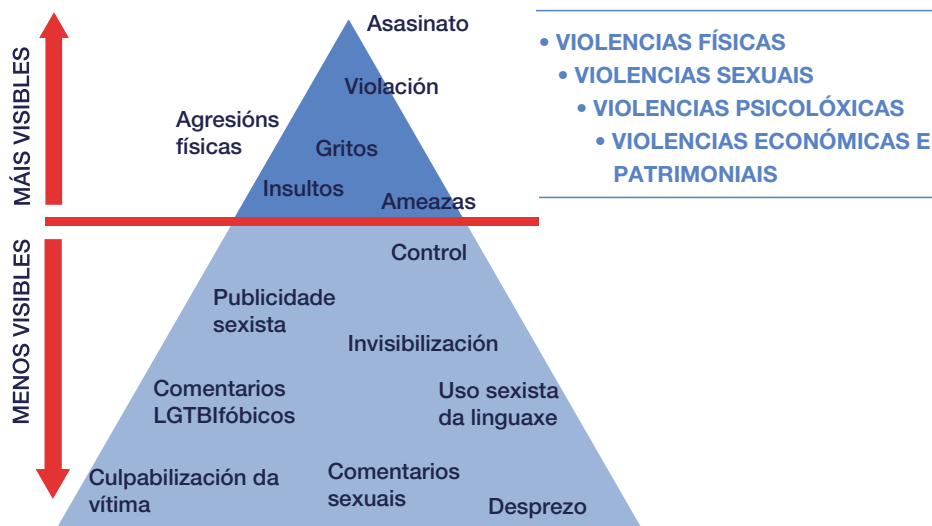 MÁIS VISIBLES
Asasinato
Violación
Agresións
físicas
Gritos
Insultos
Ameazas
• VIOLENCIAS FÍSICAS
• VIOLENCIAS SEXUAIS
• VIOLENCIAS PSICOLÓXICAS
• VIOLENCIAS ECONÓMICAS E
PATRIMONIAIS
MENOS VISIBLES
Control
Publicidade
sexista
Invisibilización
Comentarios
LGTBIfóbicos
Uso sexista
da linguaxe
Culpabilización da
vítima
Comentarios
sexuais
Desprezo